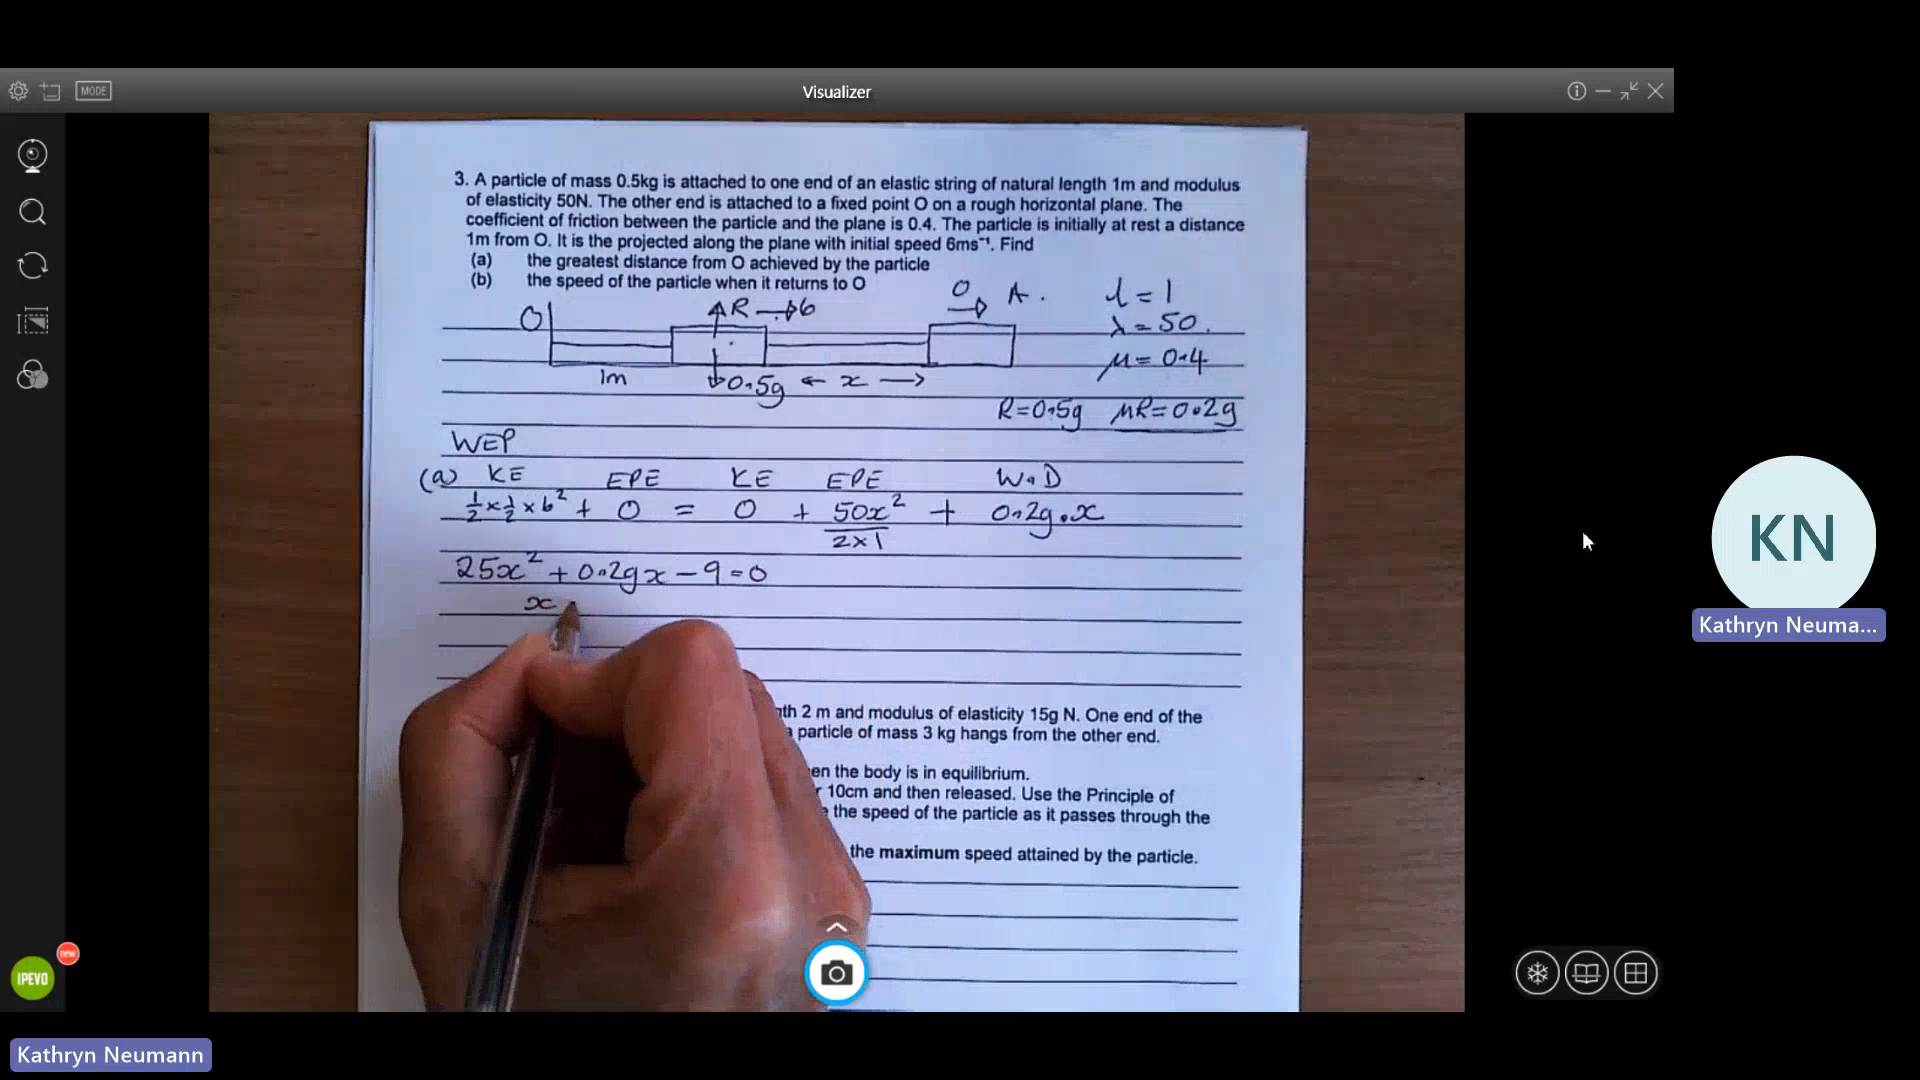 Visualizer
MODE
3. A particle of mass 0.5kg is attached to one end of an elastic string of natural length 1m and modulus
of elasticity 50N. The other end is attached to a fixed point O on a rough horizontal plane. The
coefficient of friction between the particle and the plane is 0.4. The particle is initially at rest a distance
1m from O. It is the projected along the plane with initial speed 6ms⁻¹. Find
(a) the greatest distance from O achieved by the particle
(b) the speed of the particle when it returns to O
O R → 6 0 → A. l = 1
λ = 50.
μ = 0.4
1m 0.5g ← x →
R = 0.5g μR = 0.2g
WEP
(a) KE EPE KE EPE W.D
½ × ½ × 6² + 0 = 0 + 50x² + 0.2g.x
2×1
25x² + 0.2gx − 9 = 0
x
gth 2 m and modulus of elasticity 15g N. One end of the
particle of mass 3 kg hangs from the other end.
en the body is in equilibrium.
r 10cm and then released. Use the Principle of
the speed of the particle as it passes through the
the maximum speed attained by the particle.
KN
Kathryn Neuma...
new
IPEVO
Kathryn Neumann